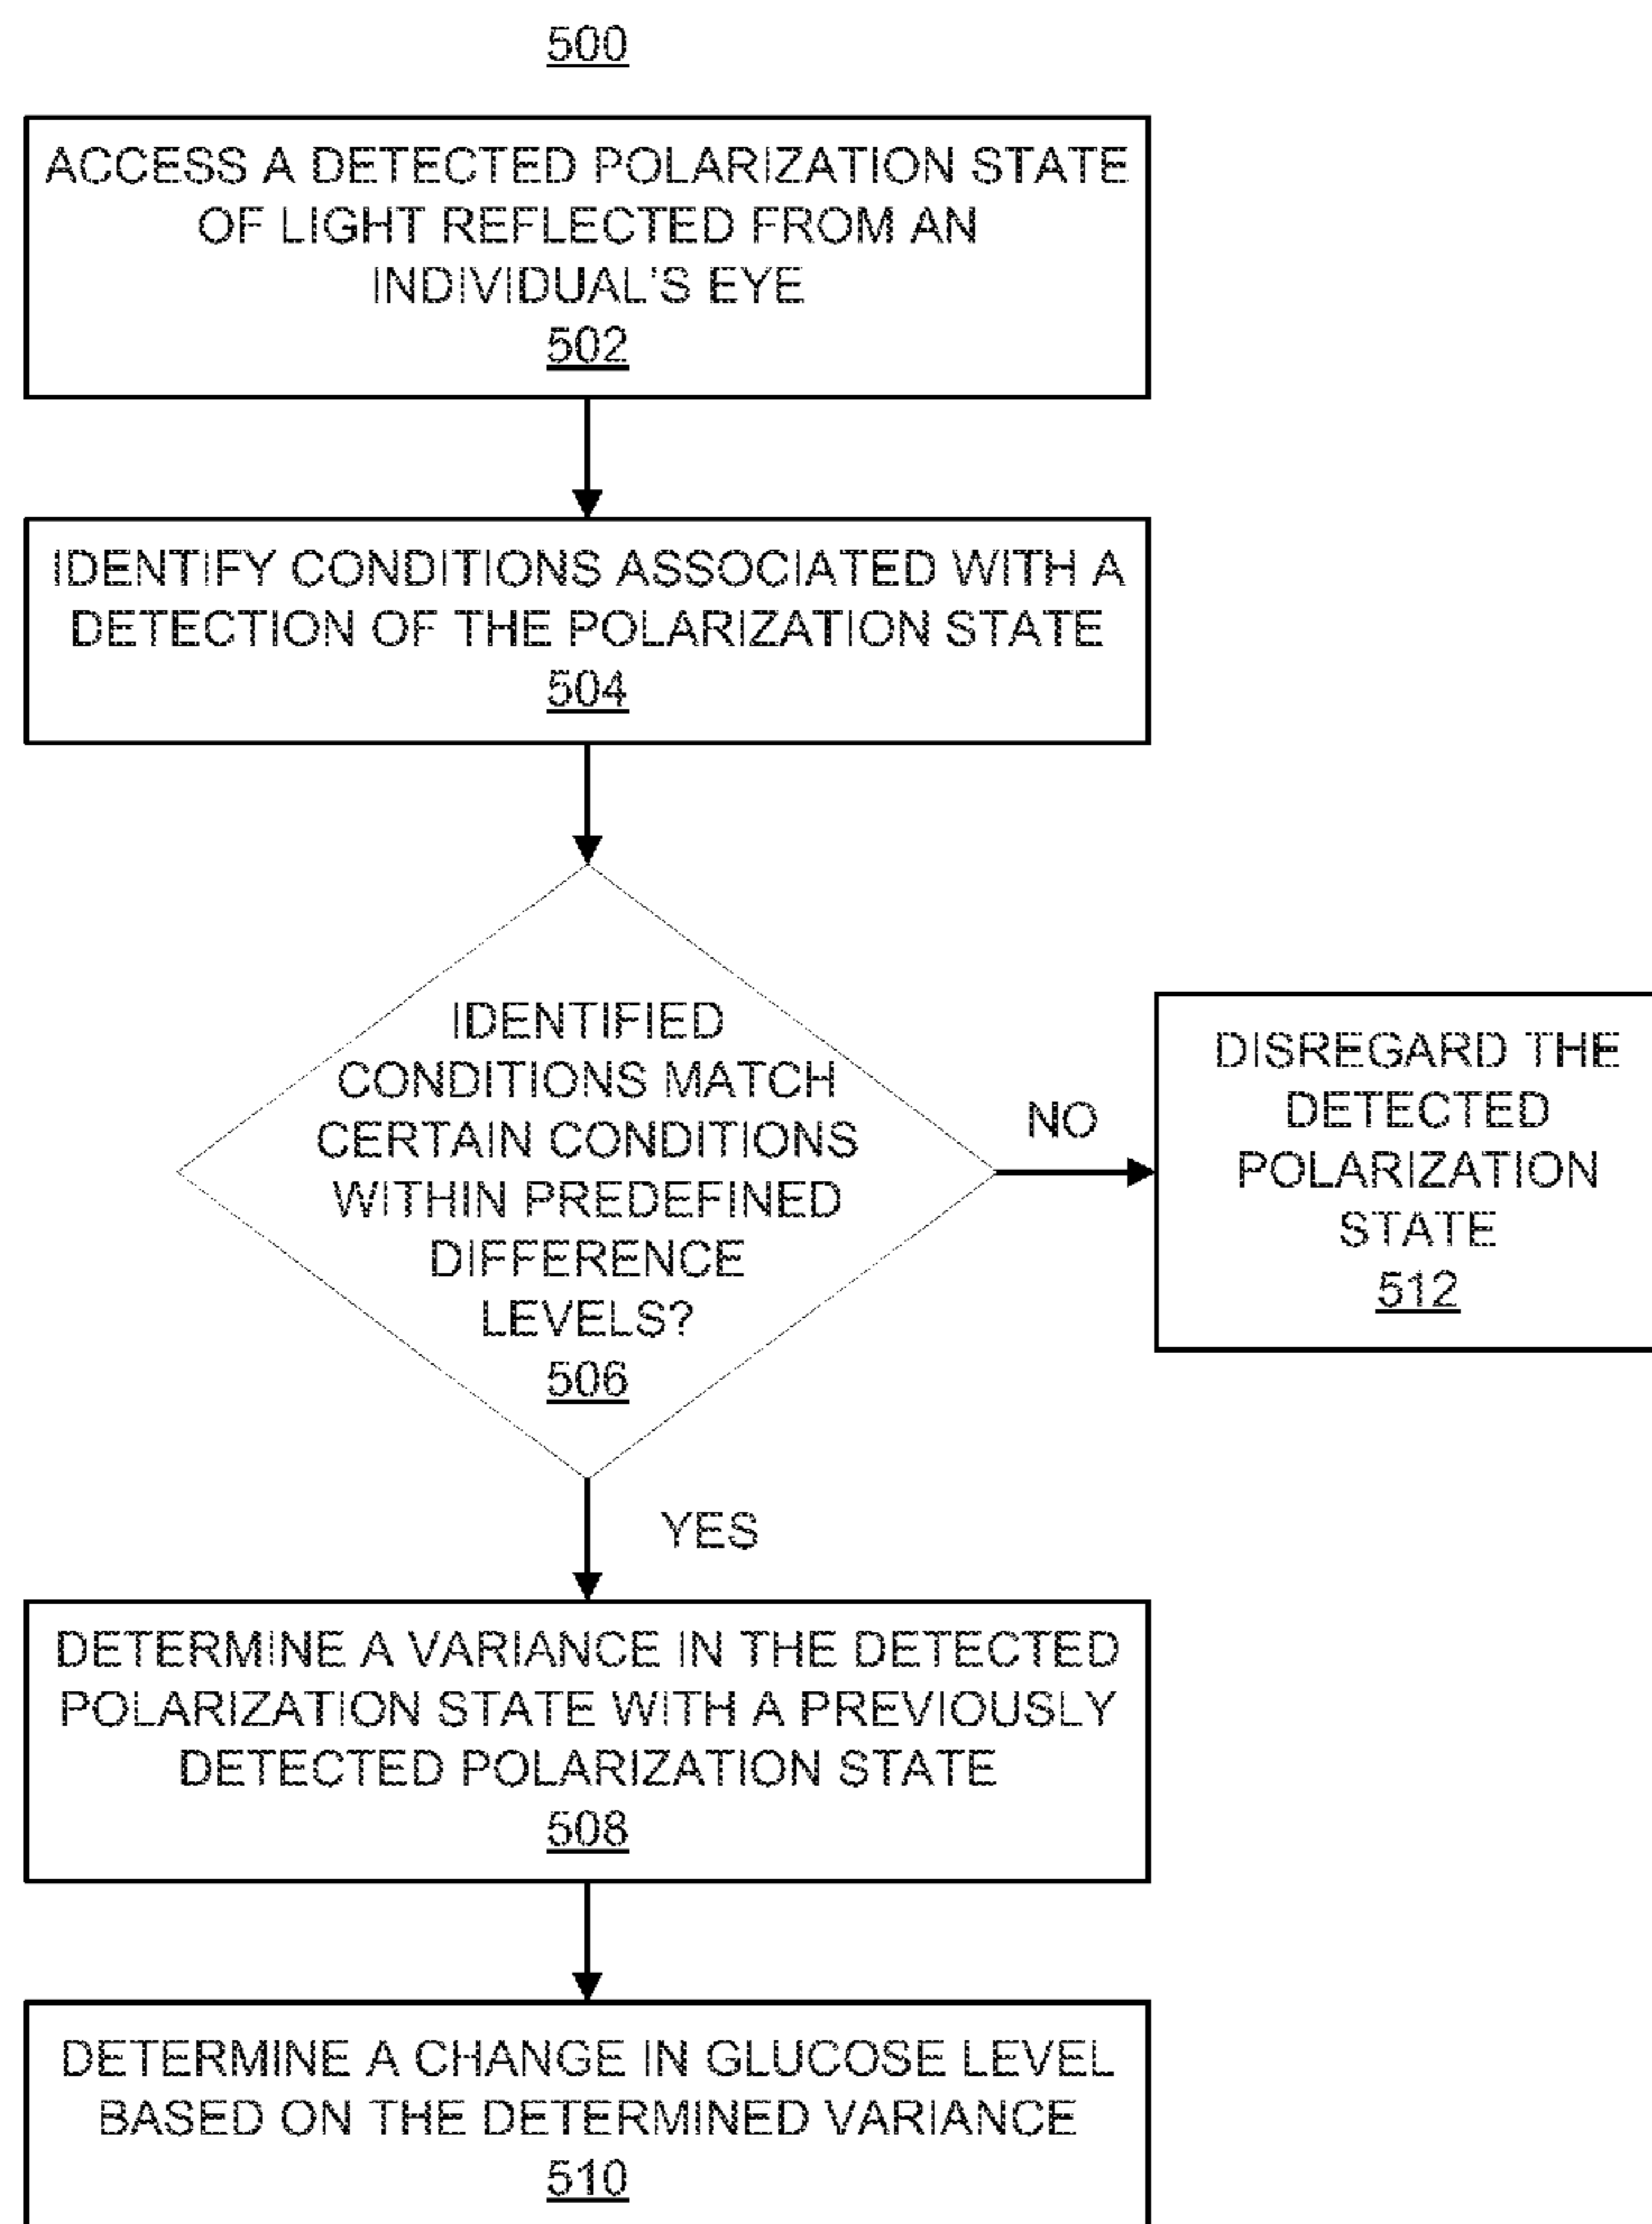 500
ACCESS A DETECTED POLARIZATION STATE
OF LIGHT REFLECTED FROM AN
INDIVIDUAL'S EYE
502
IDENTIFY CONDITIONS ASSOCIATED WITH A
DETECTION OF THE POLARIZATION STATE
504
IDENTIFIED
CONDITIONS MATCH
CERTAIN CONDITIONS
WITHIN PREDEFINED
DIFFERENCE
LEVELS?
506
NO
DISREGARD THE
DETECTED
POLARIZATION
STATE
512
YES
DETERMINE A VARIANCE IN THE DETECTED
POLARIZATION STATE WITH A PREVIOUSLY
DETECTED POLARIZATION STATE
508
DETERMINE A CHANGE IN GLUCOSE LEVEL
BASED ON THE DETERMINED VARIANCE
510